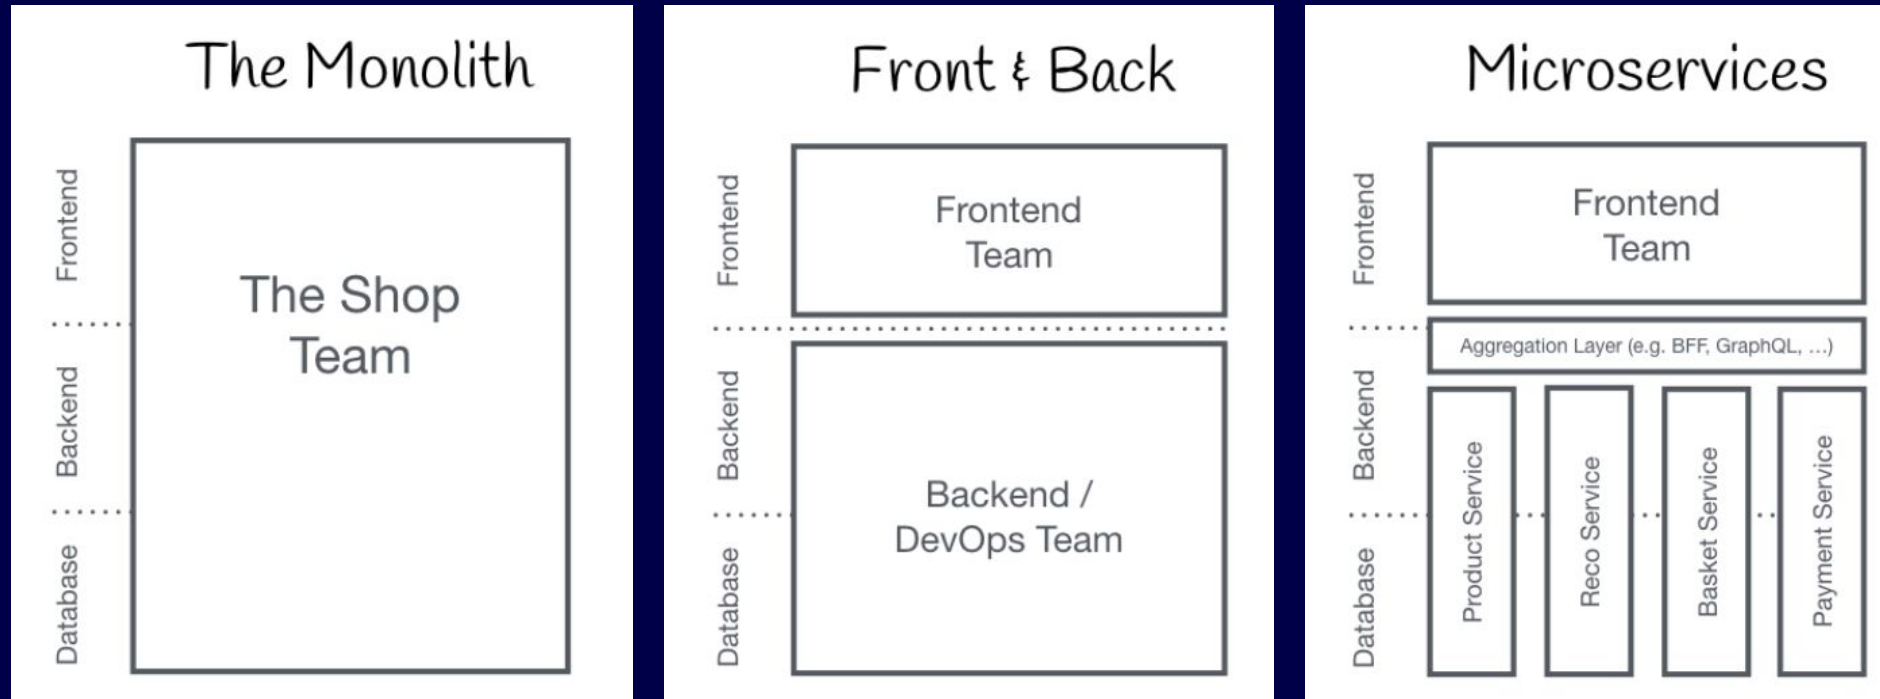 The Monolith
Frontend
Backend
Database
The Shop
Team
Front & Back
Frontend
Backend
Database
Frontend
Team
Backend /
DevOps Team
Microservices
Frontend
Backend
Database
Frontend
Team
Aggregation Layer (e.g. BFF, GraphQL, ...)
Product Service
Reco Service
Basket Service
Payment Service